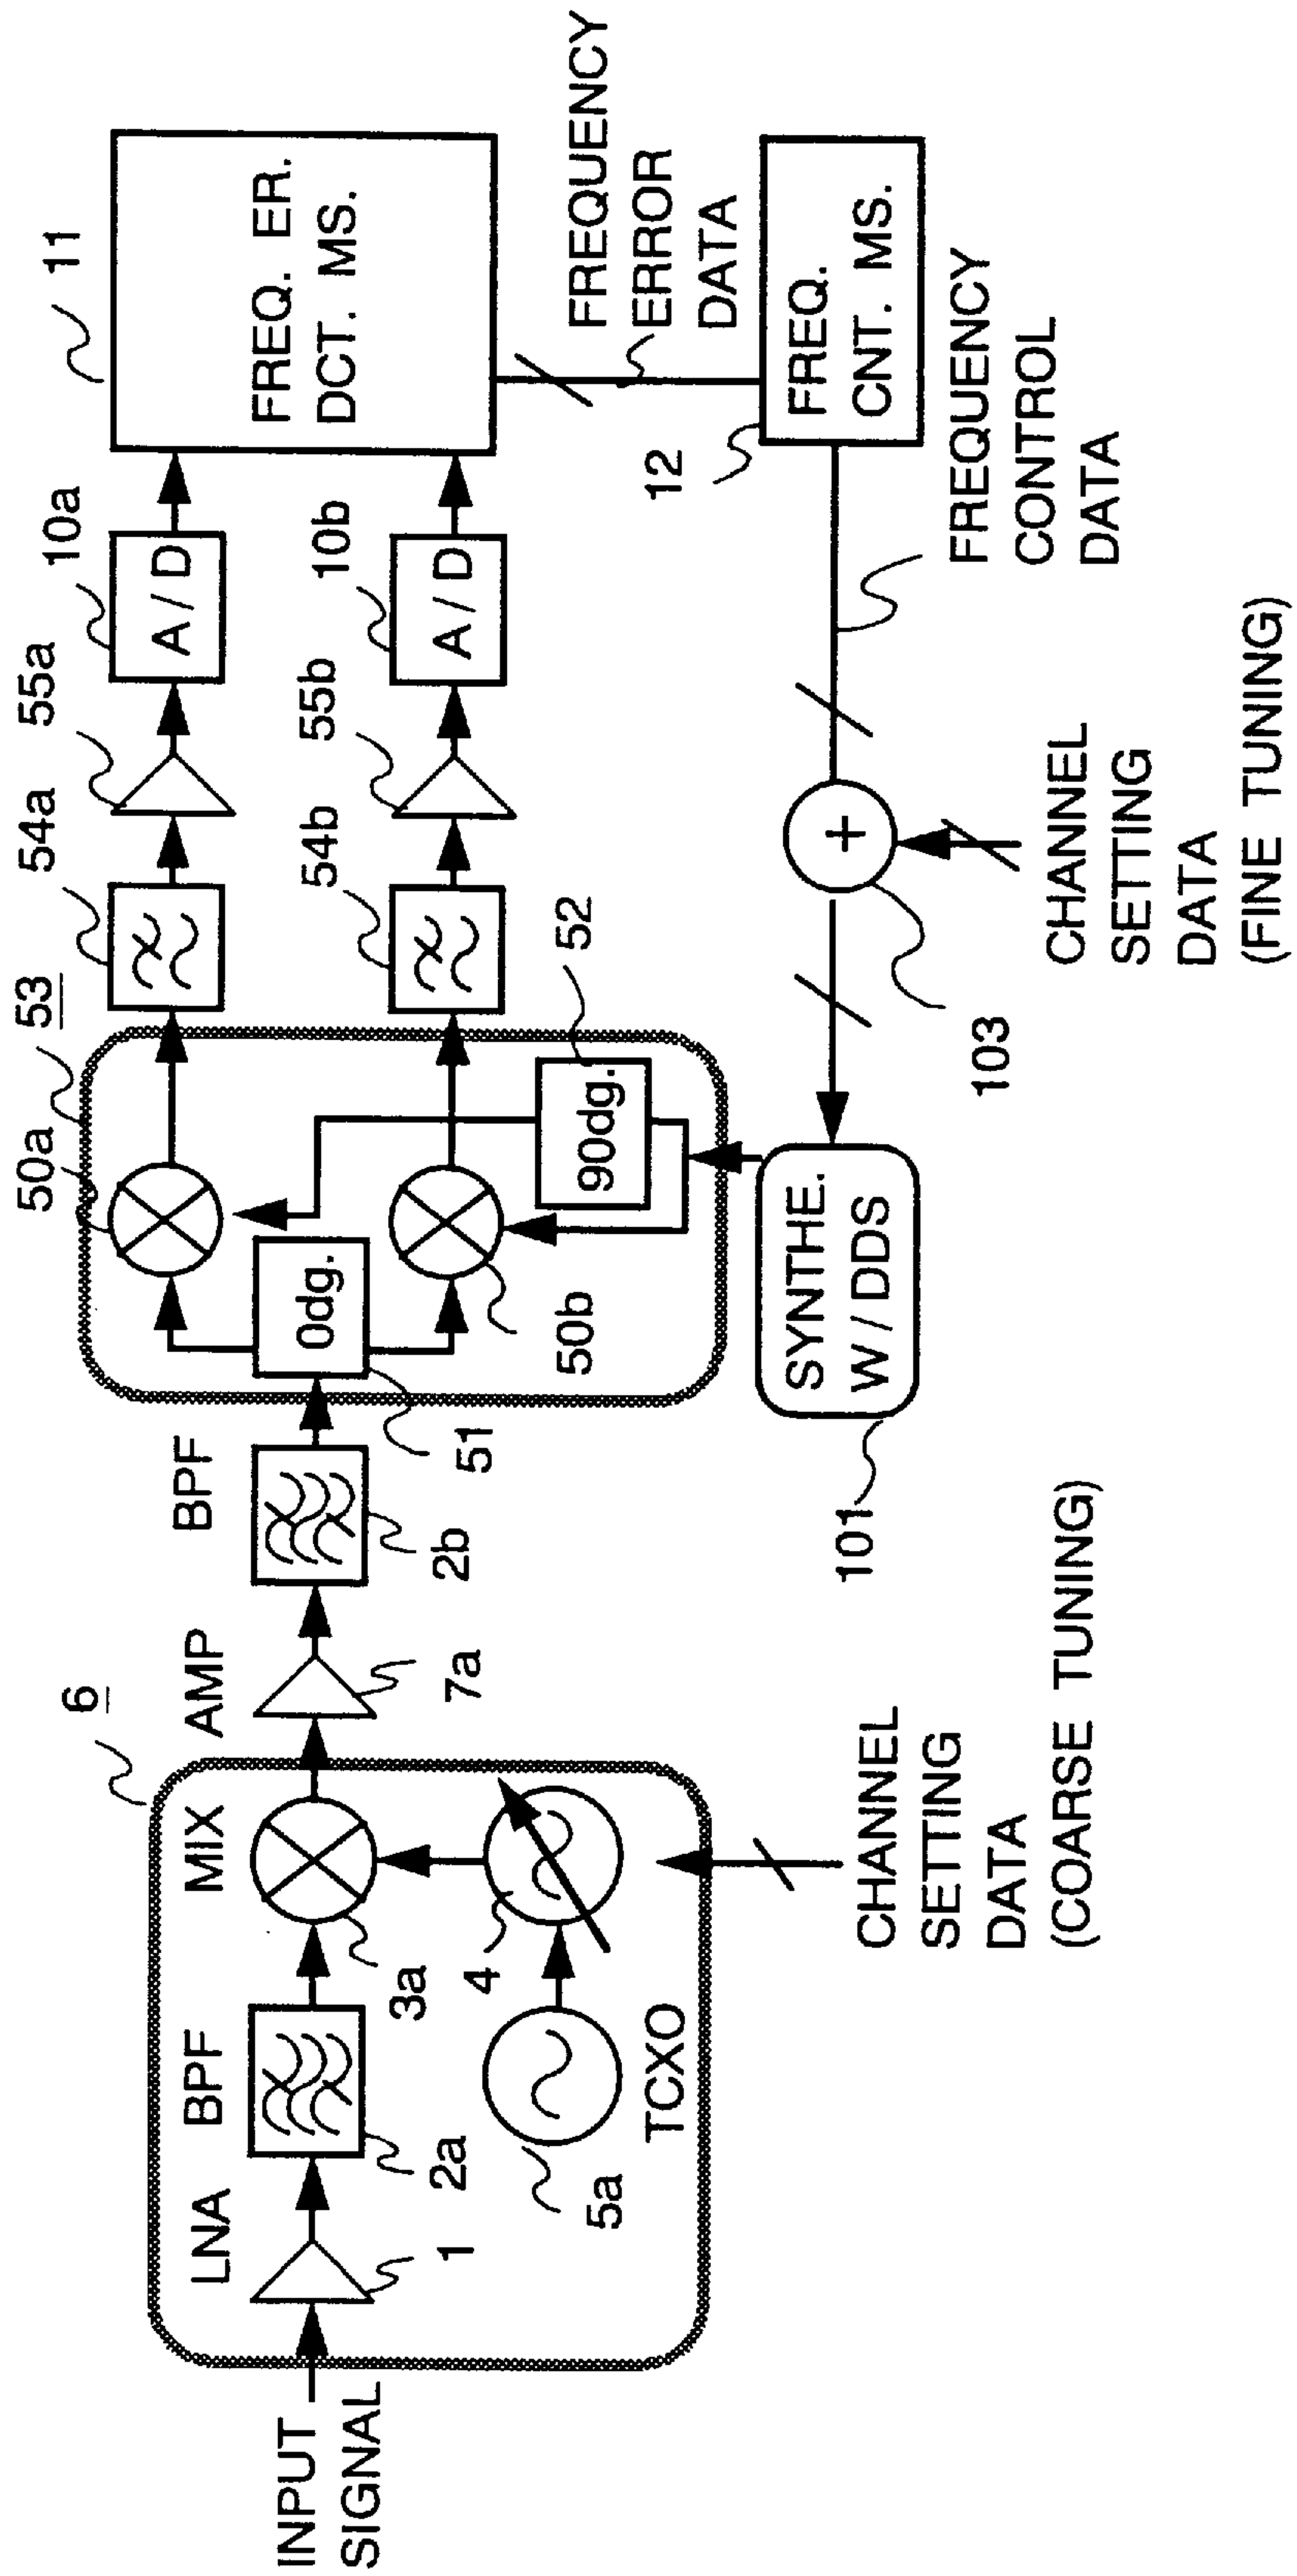 INPUT
SIGNAL
6
LNA
1
BPF
2a
MIX
3a
4
5a
TCXO
CHANNEL
SETTING
DATA
(COARSE TUNING)
AMP
7a
BPF
2b
53
50a
0dg.
51
50b
90dg.
52
54a
54b
55a
55b
10a
A/D
10b
A/D
11
FREQ. ER.
DCT. MS.
FREQUENCY
ERROR
DATA
12
FREQ.
CNT. MS.
FREQUENCY
CONTROL
DATA
+
103
CHANNEL
SETTING
DATA
(FINE TUNING)
SYNTHE.
W/DDS
101